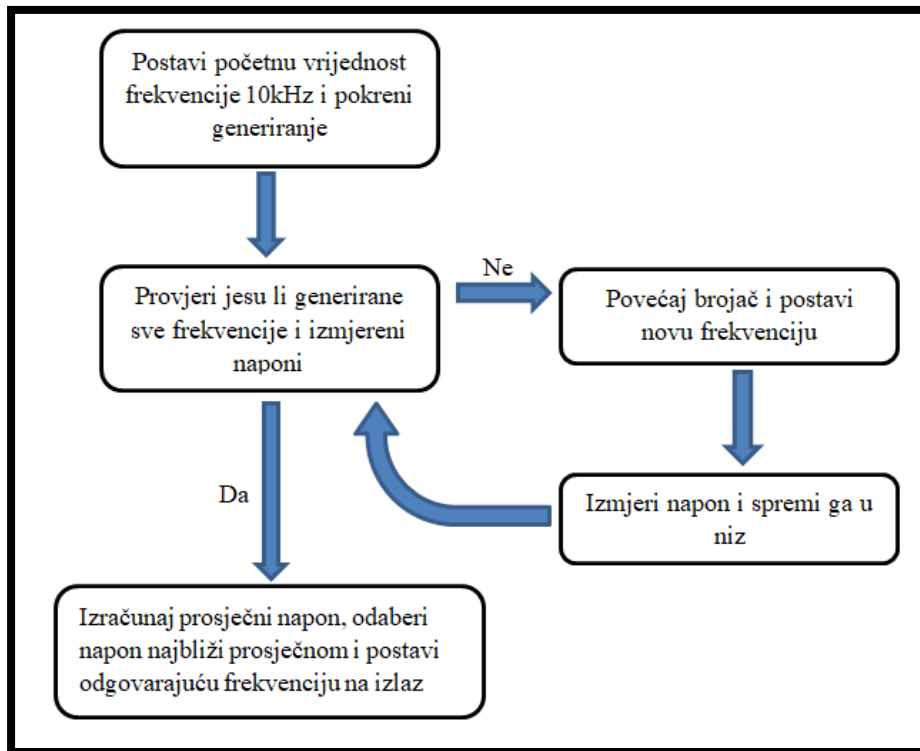 Postavi početnu vrijednost
frekvencije 10kHz i pokreni
generiranje
Provjeri jesu li generirane
sve frekvencije i izmjereni
naponi
Ne
Povećaj brojač i postavi
novu frekvenciju
Izmjeri napon i spremi ga u
niz
Da
Izračunaj prosječni napon, odaberi
napon najbliži prosječnom i postavi
odgovarajuću frekvenciju na izlaz